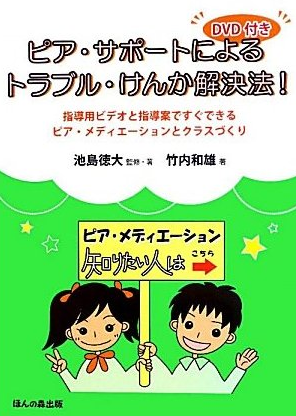 DVD付き
ピア・サポートによる
トラブル・けんか解決法！
指導用ビデオと指導案ですぐできる
ピア・メディエーションとクラスづくり
池島徳大 監修・著 竹内和雄 著
ピア・メディエーション
知りたい人は こちら
ほんの森出版